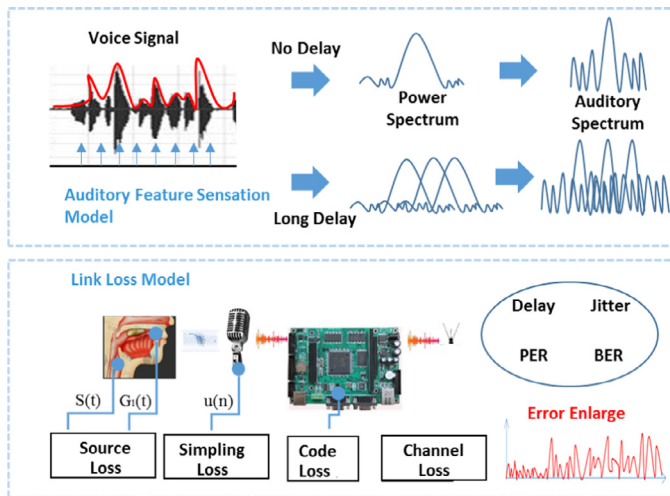 Voice Signal
No Delay
Power
Spectrum
Auditory
Spectrum
Auditory Feature Sensation
Model
Long Delay
Link Loss Model
Delay Jitter
PER BER
S(t) G₁(t) u(n)
Error Enlarge
Source
Loss
Simpling
Loss
Code
Loss
Channel
Loss